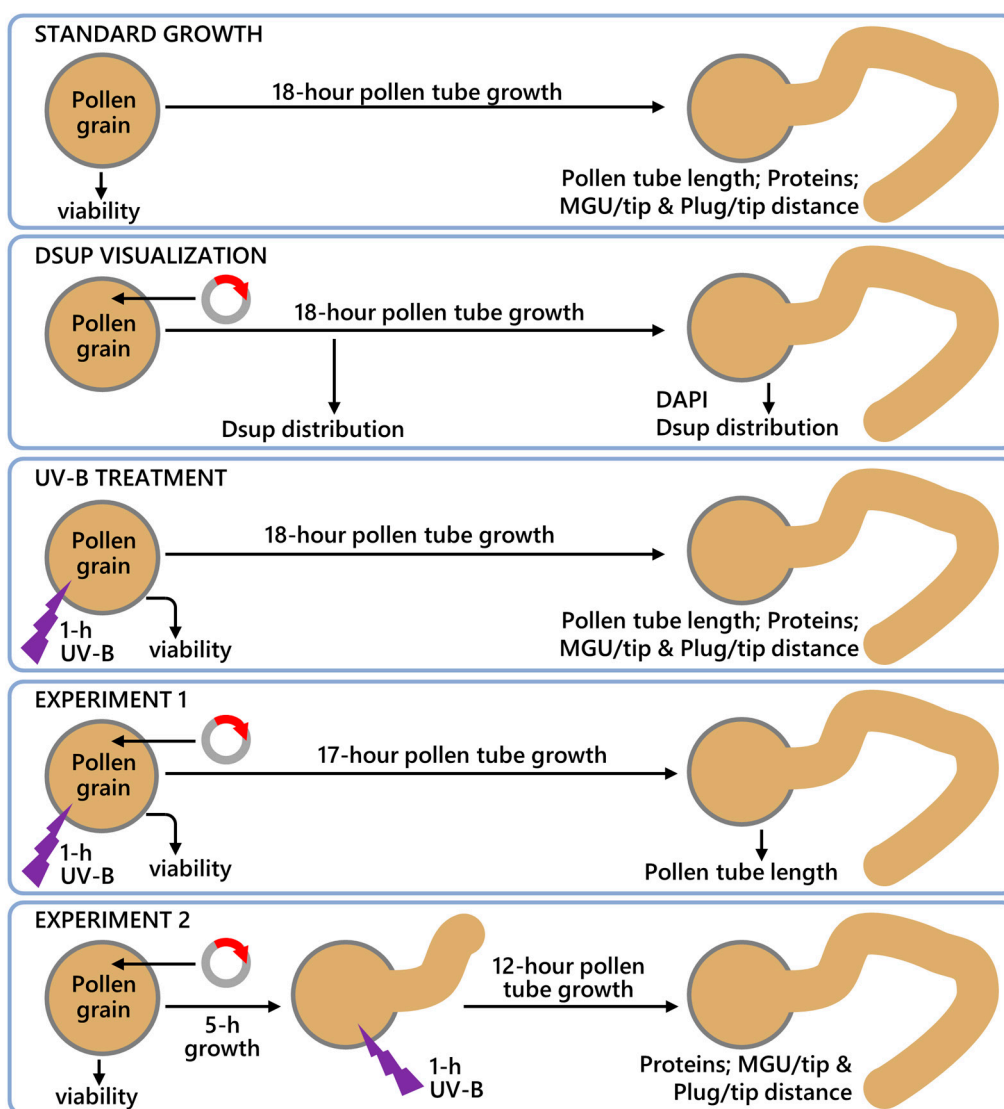 STANDARD GROWTH
Pollen
grain
18-hour pollen tube growth
viability
Pollen tube length; Proteins;
MGU/tip & Plug/tip distance
DSUP VISUALIZATION
Pollen
grain
18-hour pollen tube growth
Dsup distribution
DAPI
Dsup distribution
UV-B TREATMENT
Pollen
grain
18-hour pollen tube growth
1-h
UV-B
viability
Pollen tube length; Proteins;
MGU/tip & Plug/tip distance
EXPERIMENT 1
Pollen
grain
17-hour pollen tube growth
1-h
UV-B
viability
Pollen tube length
EXPERIMENT 2
Pollen
grain
5-h
growth
12-hour pollen
tube growth
viability
1-h
UV-B
Proteins; MGU/tip &
Plug/tip distance